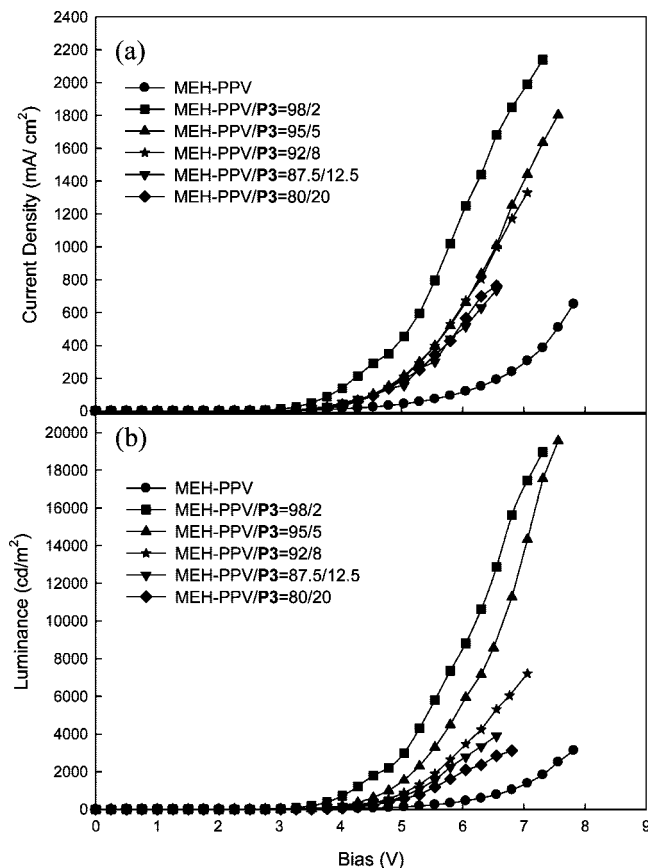 2400
2200
2000
1800
1600
1400
1200
1000
800
600
400
200
0
Current Density (mA/ cm²)
(a)
MEH-PPV
MEH-PPV/P3=98/2
MEH-PPV/P3=95/5
MEH-PPV/P3=92/8
MEH-PPV/P3=87.5/12.5
MEH-PPV/P3=80/20
20000
18000
16000
14000
12000
10000
8000
6000
4000
2000
0
Luminance (cd/m²)
(b)
MEH-PPV
MEH-PPV/P3=98/2
MEH-PPV/P3=95/5
MEH-PPV/P3=92/8
MEH-PPV/P3=87.5/12.5
MEH-PPV/P3=80/20
0 1 2 3 4 5 6 7 8 9
Bias (V)